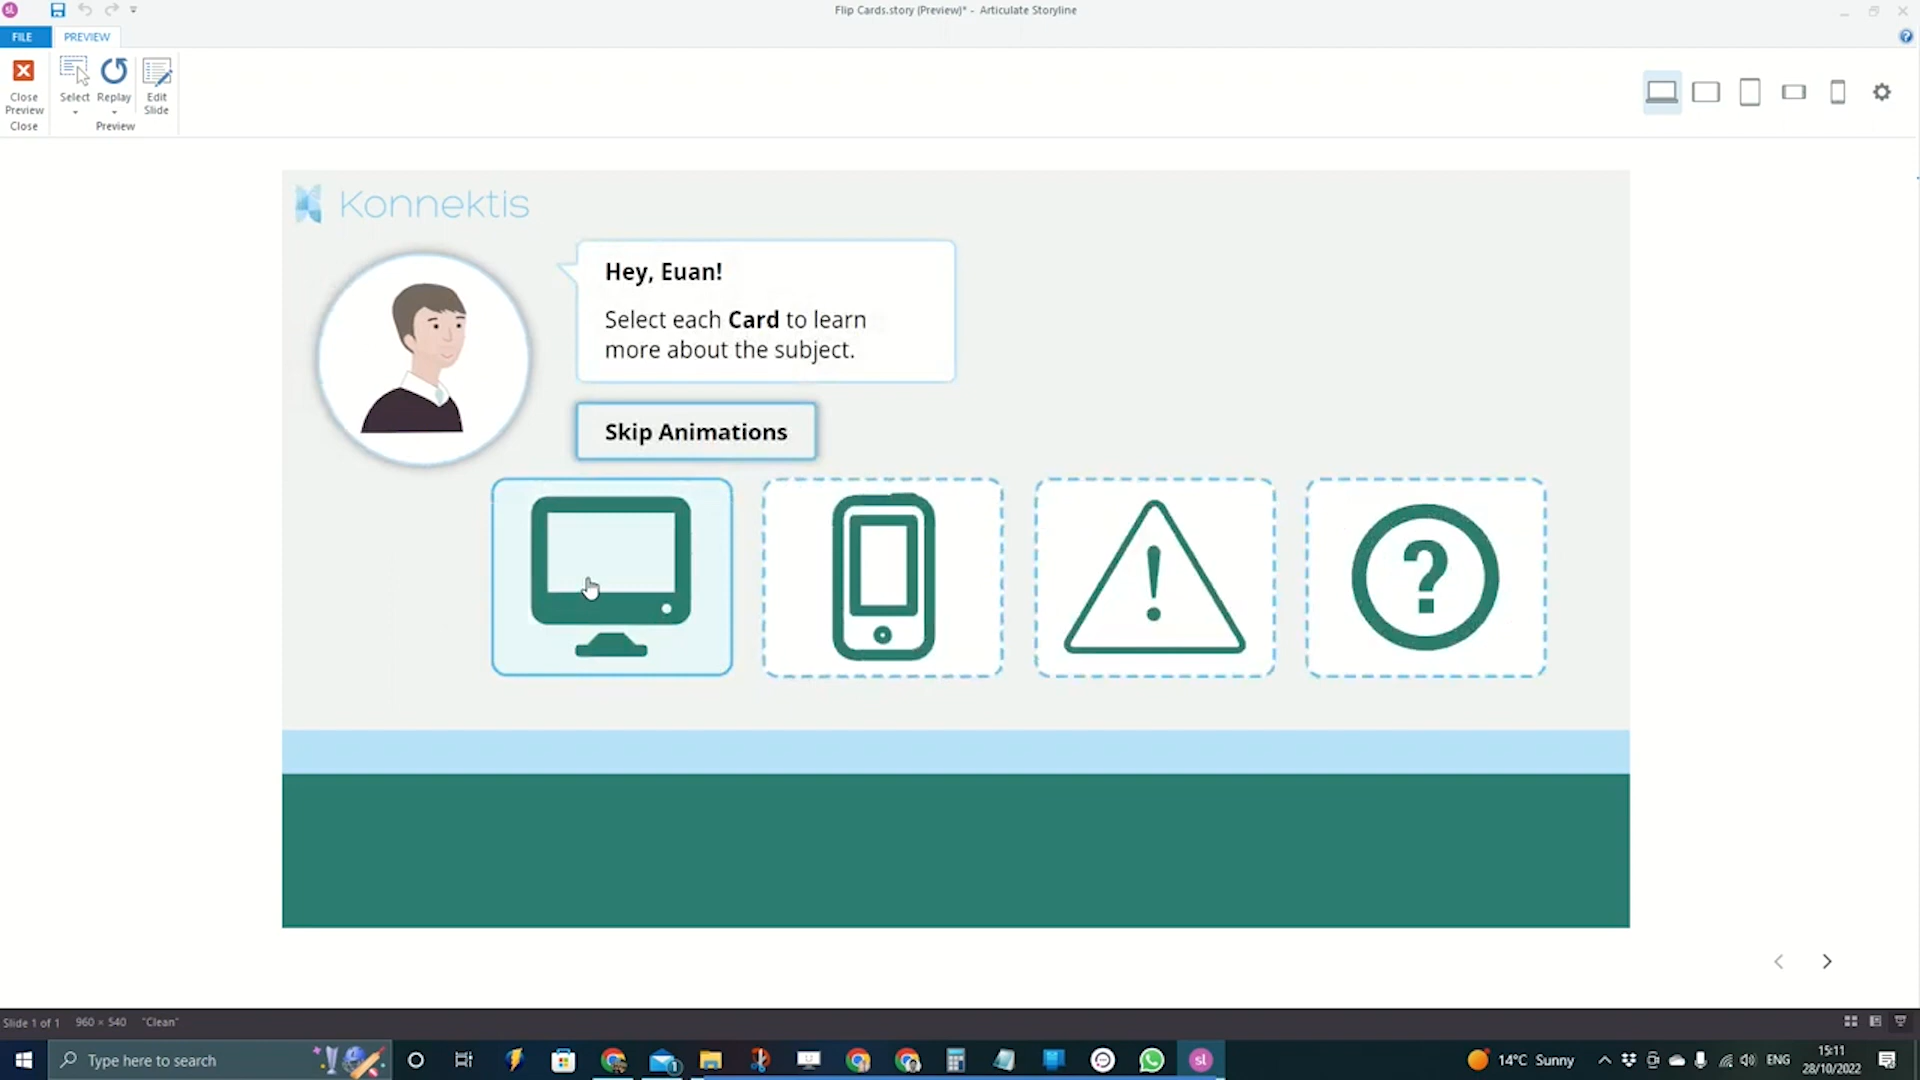 Flip Cards.story (Preview)* - Articulate Storyline
FILE
PREVIEW
Close
Preview
Select
Replay
Edit
Slide
Close
Preview
Konnektis
Hey, Euan!
Select each Card to learn
more about the subject.
Skip Animations
!
?
Slide 1 of 1
960 × 540
"Clean"
Type here to search
14°C Sunny
ENG
15:11
28/10/2022